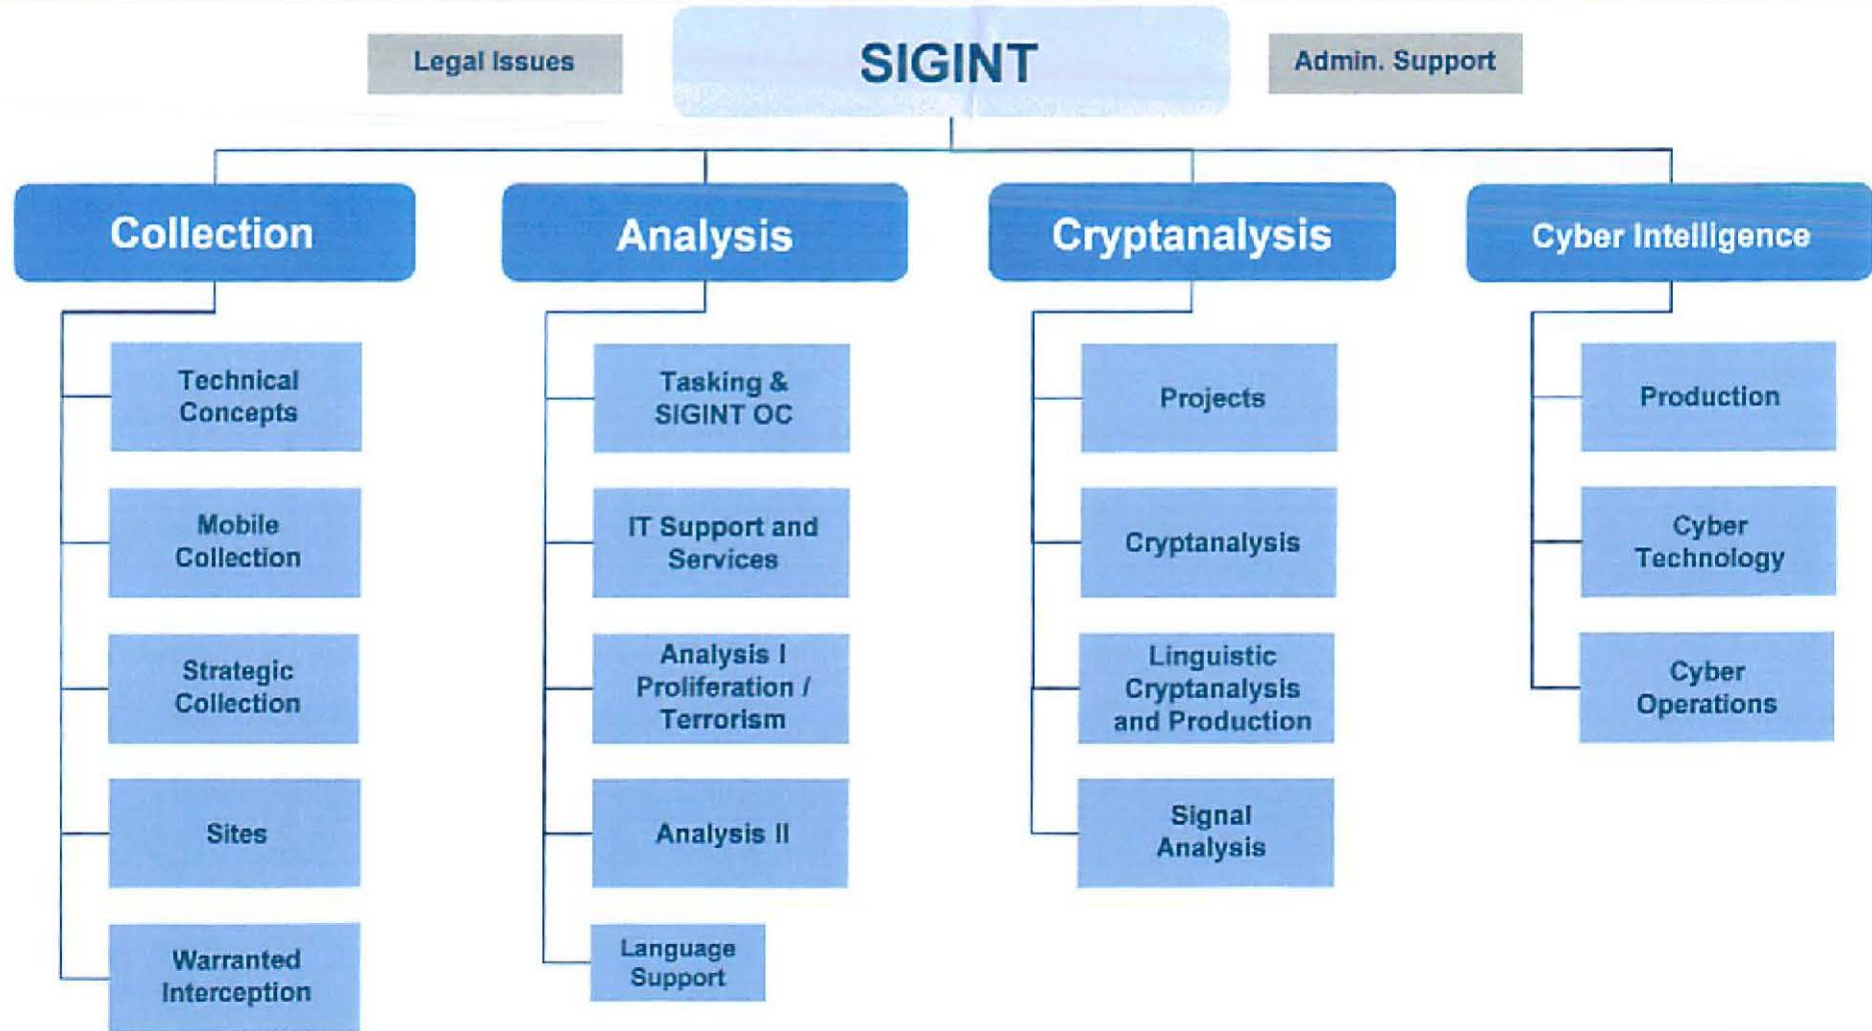 Legal Issues
SIGINT
Admin. Support
Collection
Analysis
Cryptanalysis
Cyber Intelligence
Technical
Concepts
Mobile
Collection
Strategic
Collection
Sites
Warranted
Interception
Tasking &
SIGINT OC
IT Support and
Services
Analysis I
Proliferation /
Terrorism
Analysis II
Language
Support
Projects
Cryptanalysis
Linguistic
Cryptanalysis
and Production
Signal
Analysis
Production
Cyber
Technology
Cyber
Operations